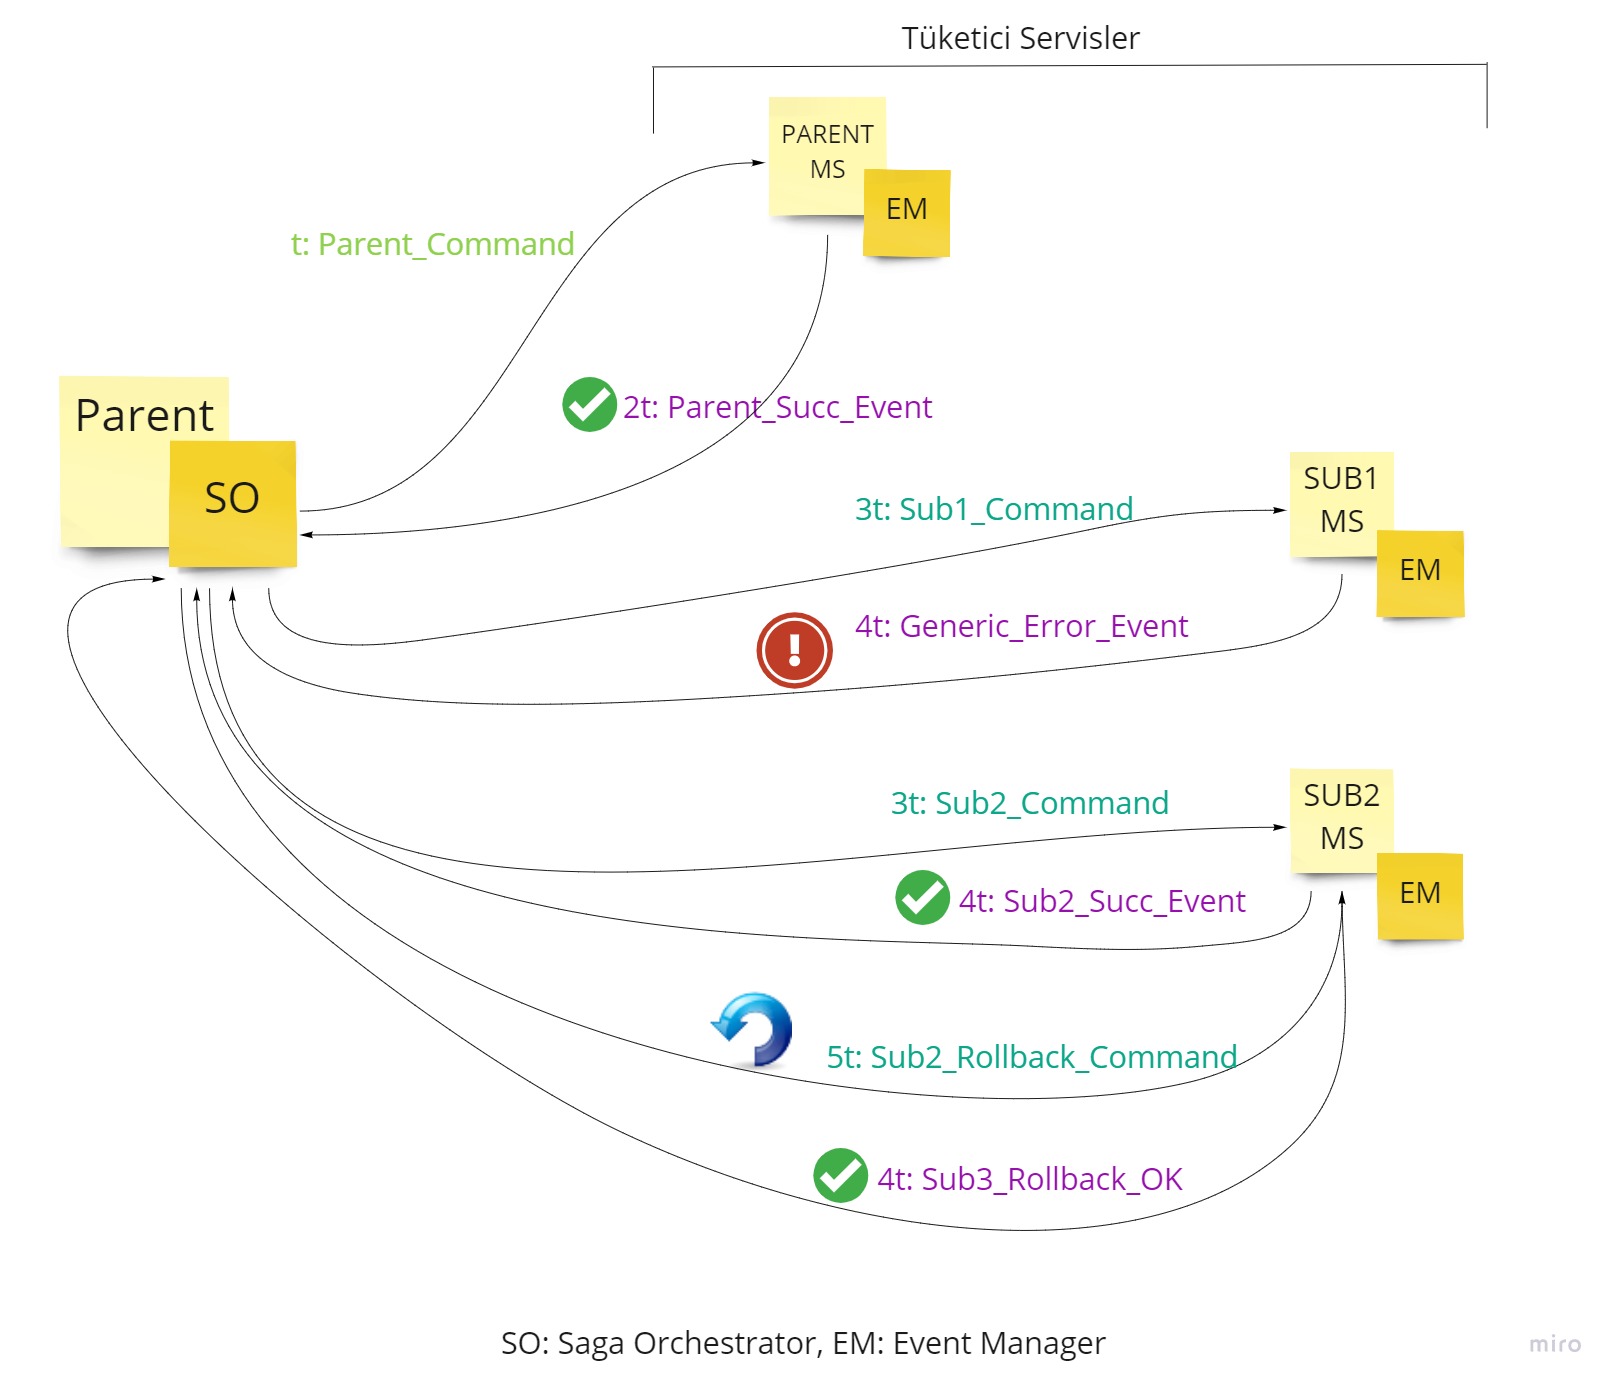 Tüketici Servisler
PARENT
MS
EM
t: Parent_Command
Parent
SO
2t: Parent_Succ_Event
SUB1
MS
EM
3t: Sub1_Command
4t: Generic_Error_Event
SUB2
MS
EM
3t: Sub2_Command
4t: Sub2_Succ_Event
5t: Sub2_Rollback_Command
4t: Sub3_Rollback_OK
SO: Saga Orchestrator, EM: Event Manager
miro